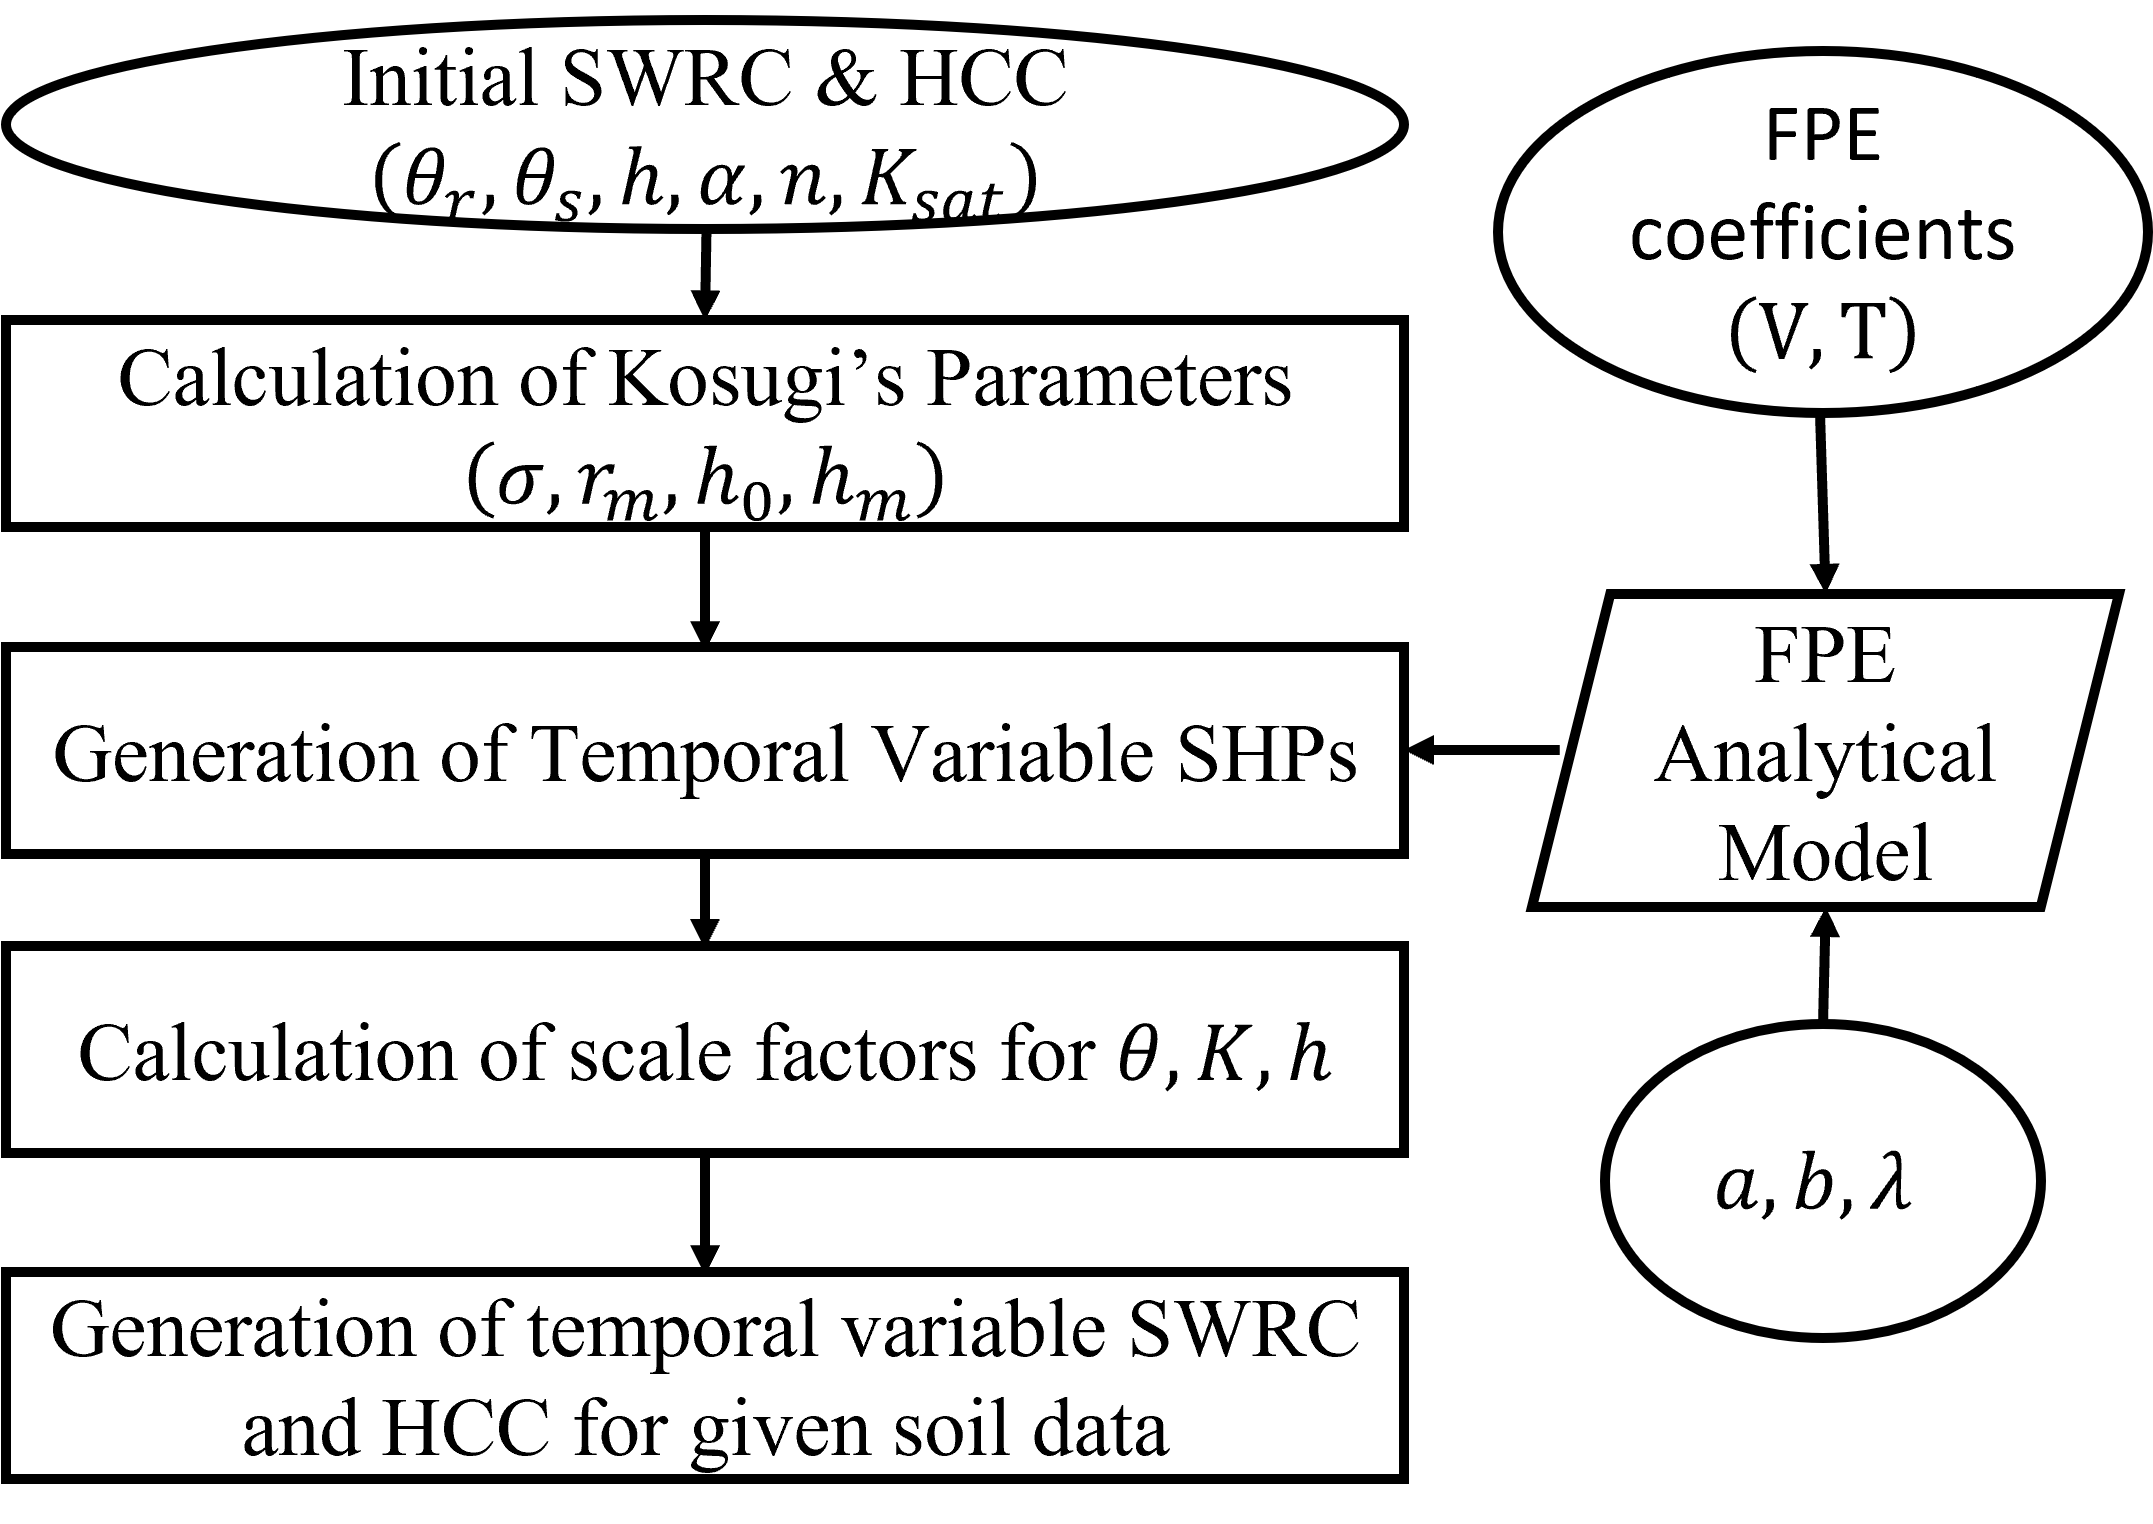 Initial SWRC & HCC
(θ_r, θ_s, h, α, n, K_sat)
Calculation of Kosugi’s Parameters
(σ, r_m, h_0, h_m)
Generation of Temporal Variable SHPs
Calculation of scale factors for θ, K, h
Generation of temporal variable SWRC
and HCC for given soil data
FPE
coefficients
(V, T)
FPE
Analytical
Model
a, b, λ